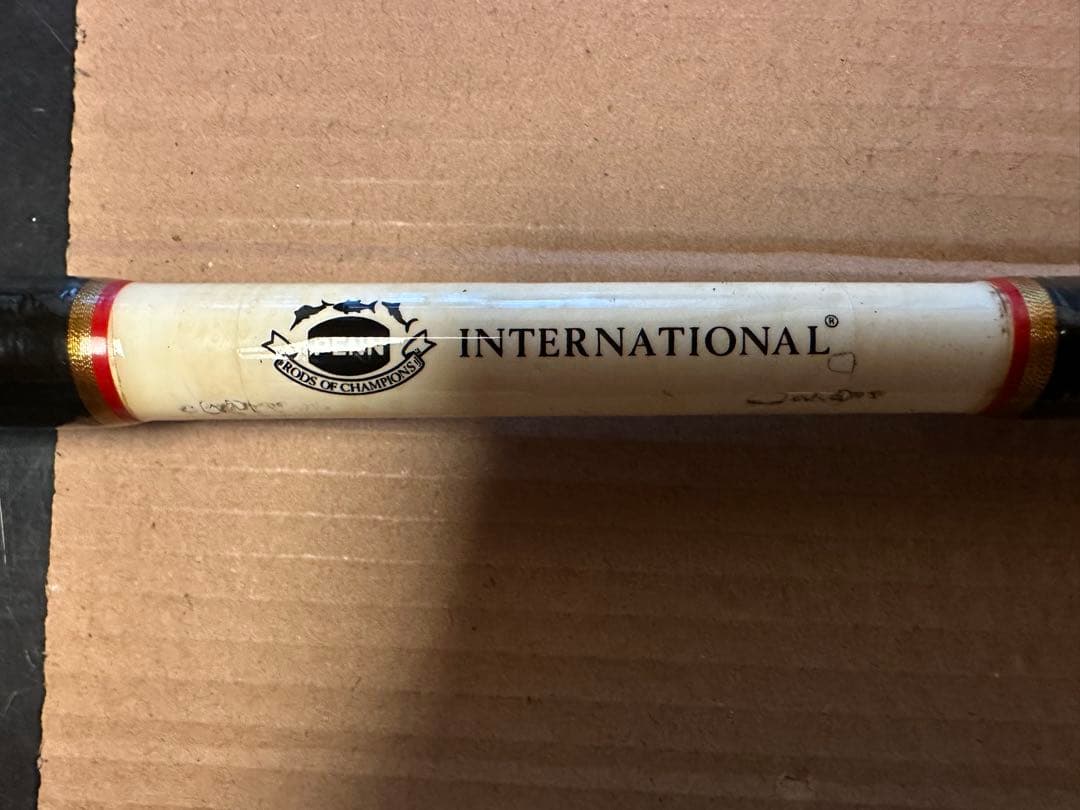 PENN
RODS OF CHAMPIONS
INTERNATIONAL®